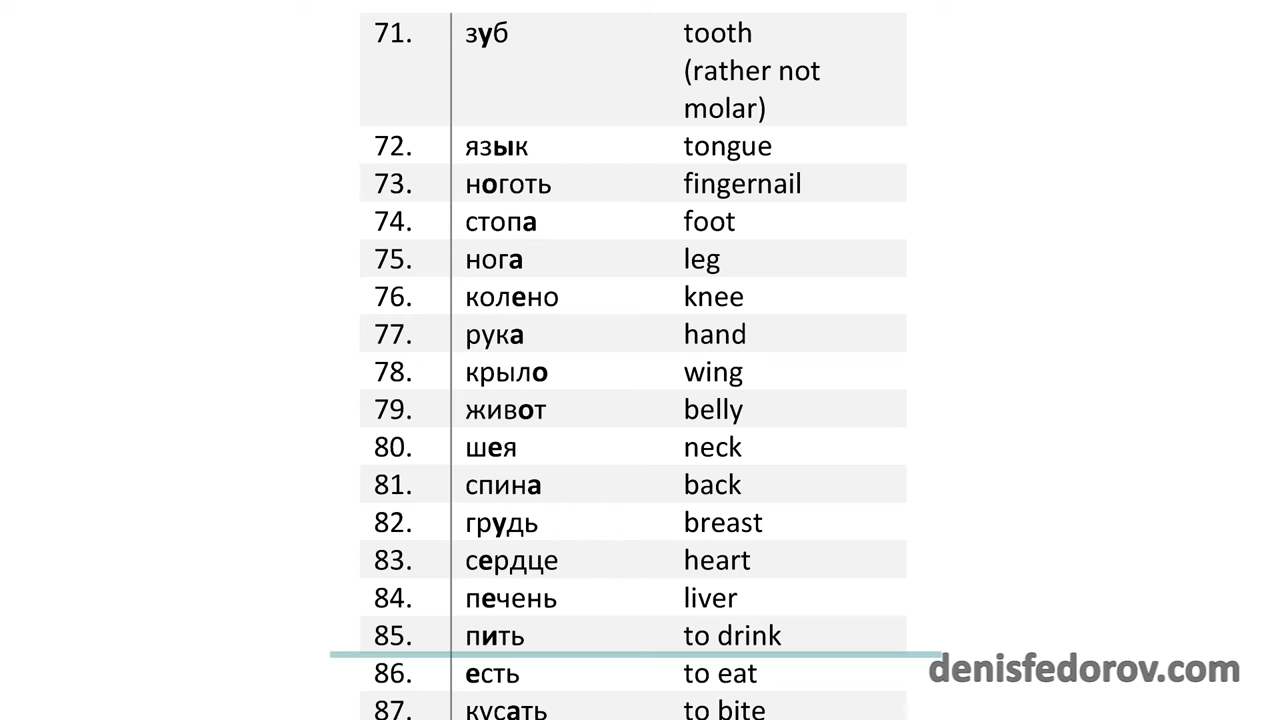 71. зуб tooth
(rather not
molar)
72. язык tongue
73. ноготь fingernail
74. стопа foot
75. нога leg
76. колено knee
77. рука hand
78. крыло wing
79. живот belly
80. шея neck
81. спина back
82. грудь breast
83. сердце heart
84. печень liver
85. пить to drink
86. есть to eat
denisfedorov.com
87. кусать to bite